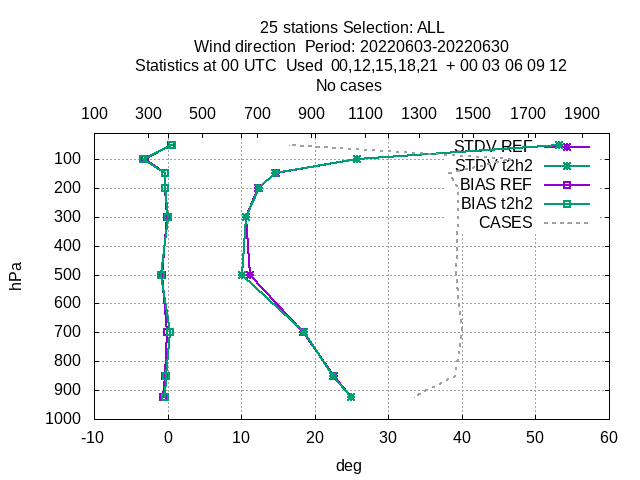 25 stations Selection: ALL
Wind direction  Period: 20220603-20220630
Statistics at 00 UTC  Used  00,12,15,18,21  + 00 03 06 09 12
No cases
100 300 500 700 900 1100 1300 1500 1700 1900
STDV REF
STDV t2h2
BIAS REF
BIAS t2h2
CASES
100
200
300
400
500
600
700
800
900
1000
hPa
-10 0 10 20 30 40 50 60
deg